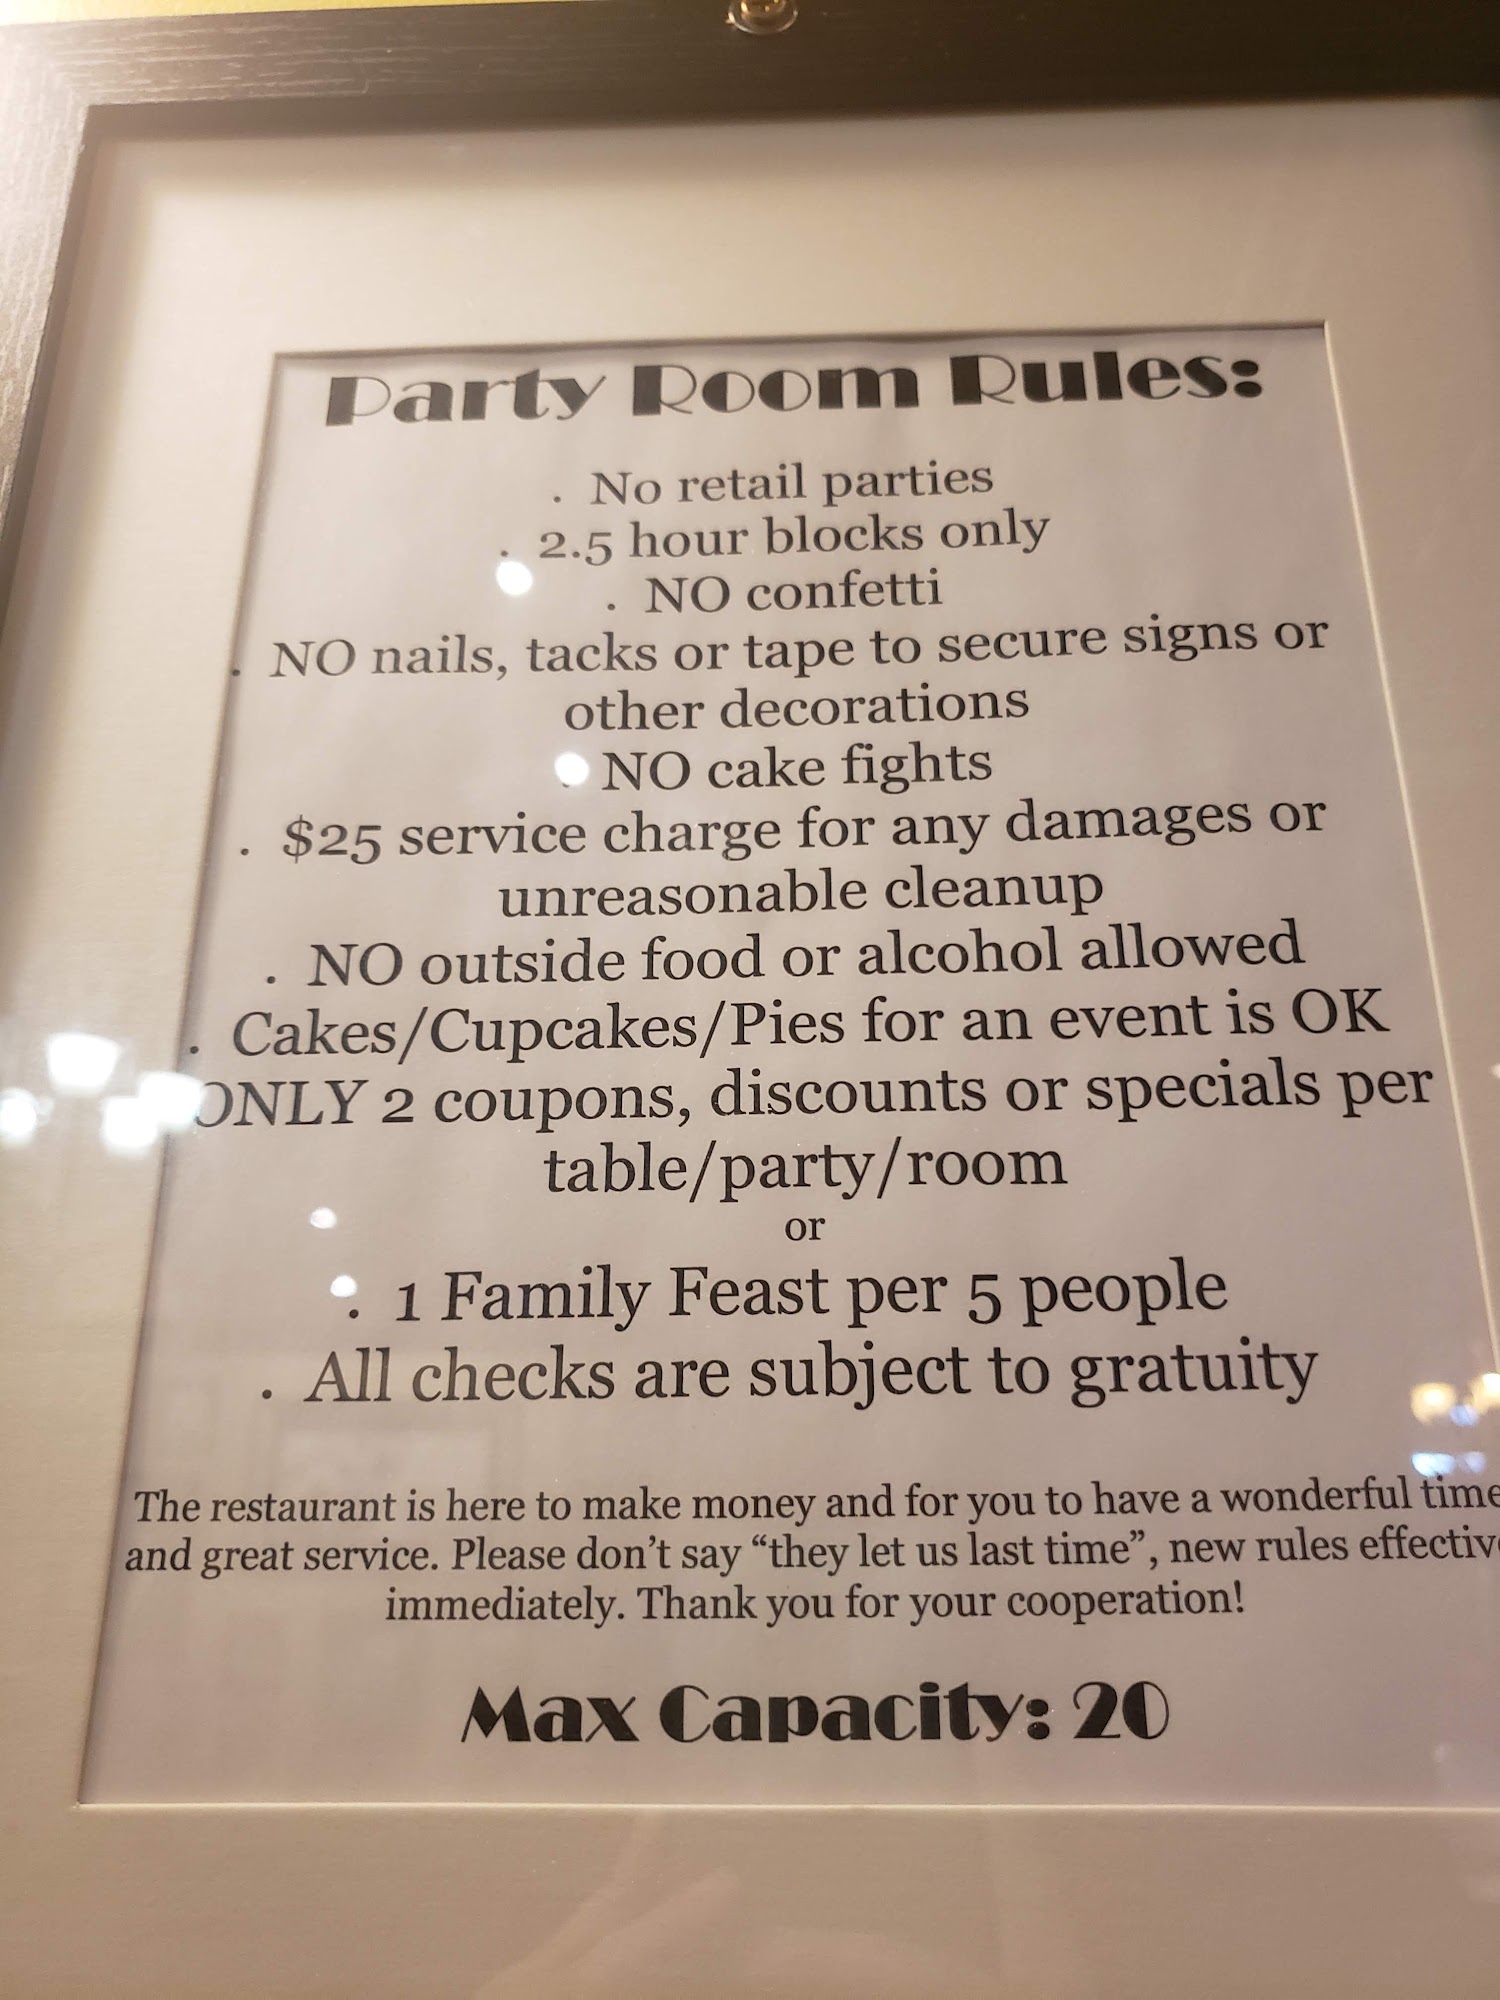 Party Room Rules:
. No retail parties
. 2.5 hour blocks only
. NO confetti
. NO nails, tacks or tape to secure signs or
other decorations
NO cake fights
. $25 service charge for any damages or
unreasonable cleanup
. NO outside food or alcohol allowed
. Cakes/Cupcakes/Pies for an event is OK
ONLY 2 coupons, discounts or specials per
table/party/room
or
. 1 Family Feast per 5 people
. All checks are subject to gratuity
The restaurant is here to make money and for you to have a wonderful time
and great service. Please don't say "they let us last time", new rules effective
immediately. Thank you for your cooperation!
Max Capacity: 20